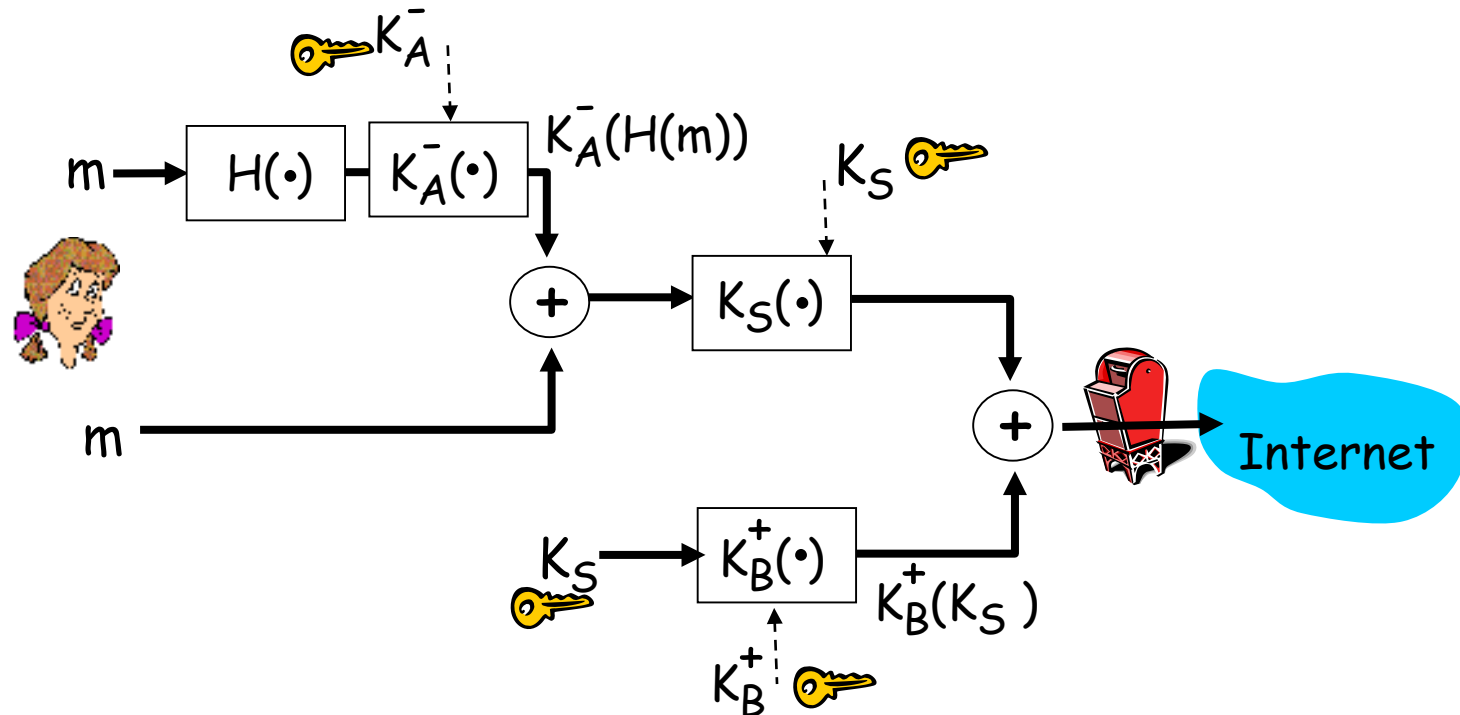 K_A^-
m
H(•)
K_A^-(•)
K_A^-(H(m))
K_S
+
K_S(•)
m
+
Internet
K_S
K_B^+(•)
K_B^+(K_S )
K_B^+